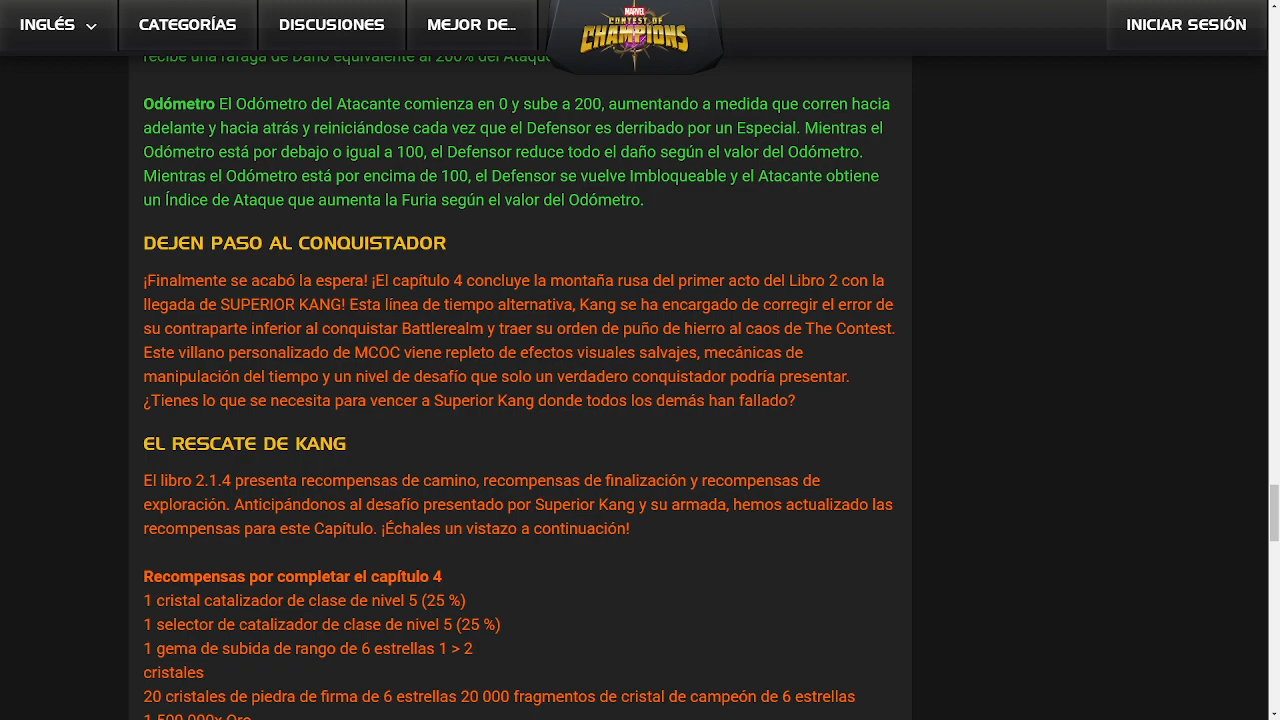 INGLÉS
CATEGORÍAS
DISCUSIONES
MEJOR DE...
MARVEL
CONTEST OF
CHAMPIONS
INICIAR SESIÓN
recibe una ráfaga de Daño equivalente al 200% del Ataque
Odómetro El Odómetro del Atacante comienza en 0 y sube a 200, aumentando a medida que corren hacia
adelante y hacia atrás y reiniciándose cada vez que el Defensor es derribado por un Especial. Mientras el
Odómetro está por debajo o igual a 100, el Defensor reduce todo el daño según el valor del Odómetro.
Mientras el Odómetro está por encima de 100, el Defensor se vuelve Imbloqueable y el Atacante obtiene
un Índice de Ataque que aumenta la Furia según el valor del Odómetro.
DEJEN PASO AL CONQUISTADOR
¡Finalmente se acabó la espera! ¡El capítulo 4 concluye la montaña rusa del primer acto del Libro 2 con la
llegada de SUPERIOR KANG! Esta línea de tiempo alternativa, Kang se ha encargado de corregir el error de
su contraparte inferior al conquistar Battlerealm y traer su orden de puño de hierro al caos de The Contest.
Este villano personalizado de MCOC viene repleto de efectos visuales salvajes, mecánicas de
manipulación del tiempo y un nivel de desafío que solo un verdadero conquistador podría presentar.
¿Tienes lo que se necesita para vencer a Superior Kang donde todos los demás han fallado?
EL RESCATE DE KANG
El libro 2.1.4 presenta recompensas de camino, recompensas de finalización y recompensas de
exploración. Anticipándonos al desafío presentado por Superior Kang y su armada, hemos actualizado las
recompensas para este Capítulo. ¡Échales un vistazo a continuación!
Recompensas por completar el capítulo 4
1 cristal catalizador de clase de nivel 5 (25 %)
1 selector de catalizador de clase de nivel 5 (25 %)
1 gema de subida de rango de 6 estrellas 1 > 2
cristales
20 cristales de piedra de firma de 6 estrellas 20 000 fragmentos de cristal de campeón de 6 estrellas
1 500 000x Oro